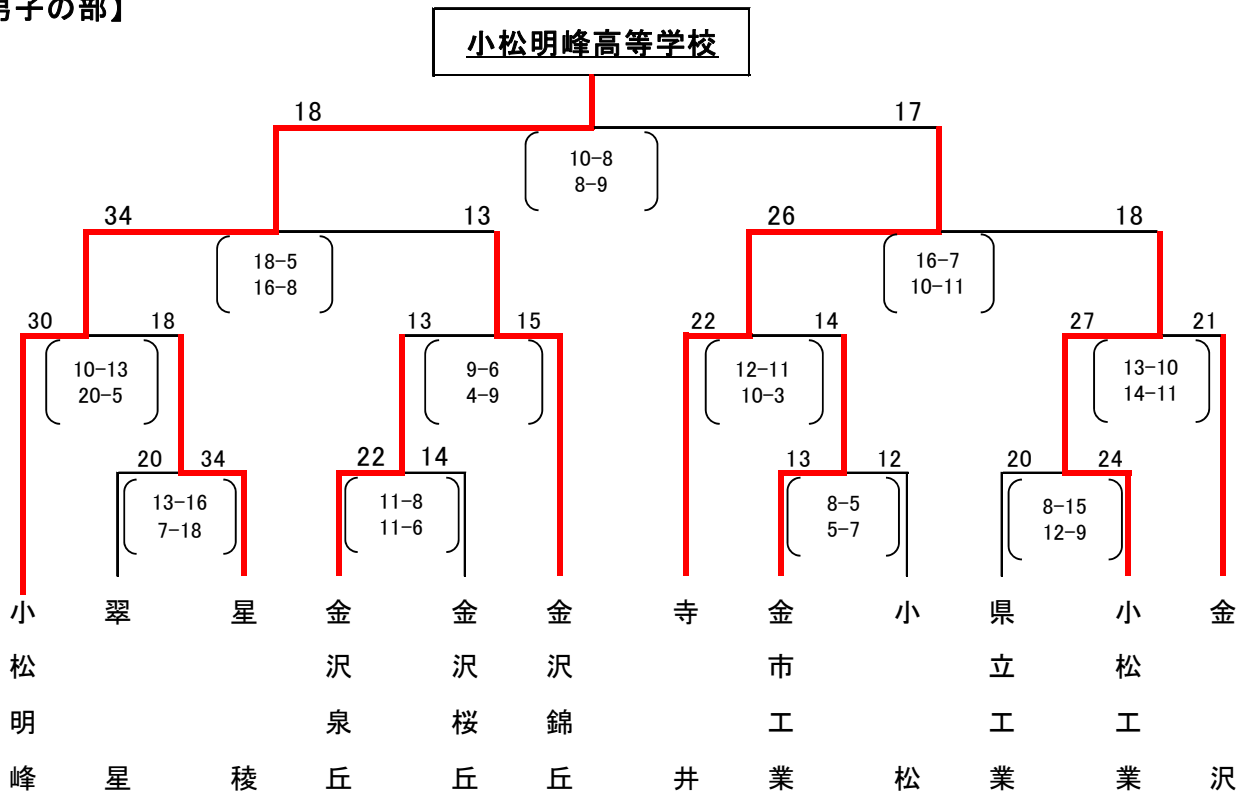 男子の部】
小松明峰高等学校
18 17
10-8
8-9
34 13 26 18
18-5
16-8
16-7
10-11
30 18 13 15 22 14 27 21
10-13
20-5
9-6
4-9
12-11
10-3
13-10
14-11
20 34 22 14 13 12 20 24
13-16
7-18
11-8
11-6
8-5
5-7
8-15
12-9
小松明峰
翠星
星稜
金沢泉丘
金沢桜丘
金沢錦丘
寺井
金市工業
小松
県立工業
小松工業
金沢